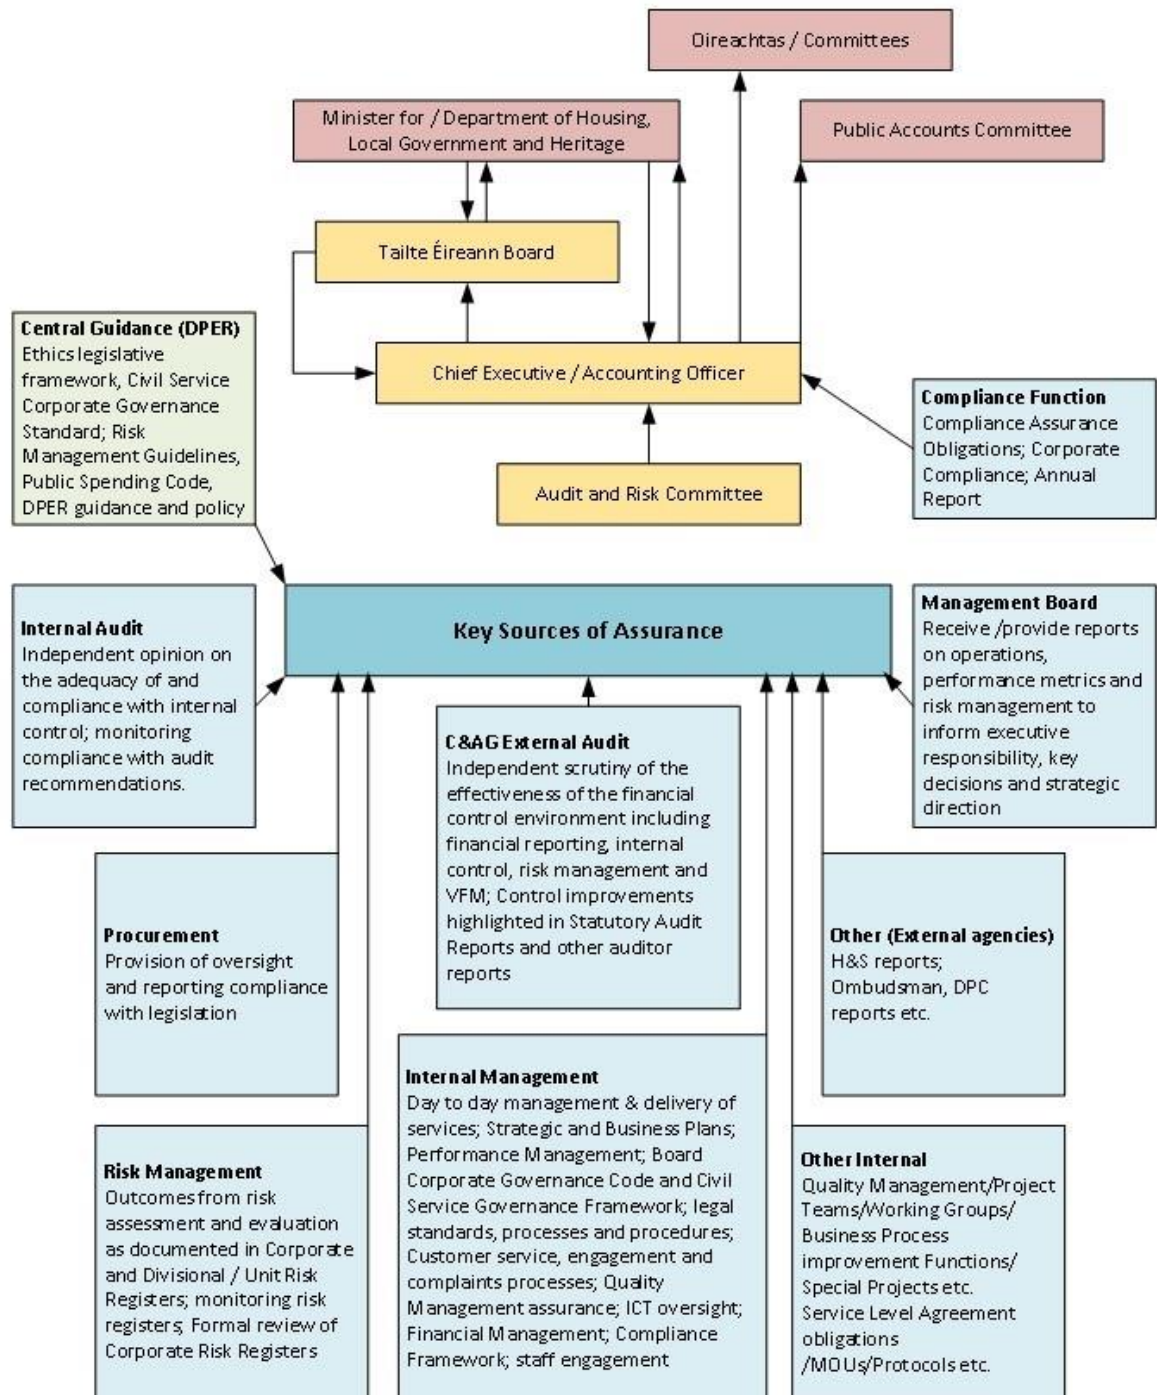 Oireachtas / Committees
Minister for / Department of Housing,
Local Government and Heritage
Public Accounts Committee
Tailte Éireann Board
Central Guidance (DPER)
Ethics legislative
framework, Civil Service
Corporate Governance
Standard; Risk
Management Guidelines,
Public Spending Code,
DPER guidance and policy
Chief Executive / Accounting Officer
Compliance Function
Compliance Assurance
Obligations; Corporate
Compliance; Annual
Report
Audit and Risk Committee
Key Sources of Assurance
Internal Audit
Independent opinion on
the adequacy of and
compliance with internal
control; monitoring
compliance with audit
recommendations.
Management Board
Receive /provide reports
on operations,
performance metrics and
risk management to
inform executive
responsibility, key
decisions and strategic
direction
C&AG External Audit
Independent scrutiny of the
effectiveness of the financial
control environment including
financial reporting, internal
control, risk management and
VFM; Control improvements
highlighted in Statutory Audit
Reports and other auditor
reports
Procurement
Provision of oversight
and reporting compliance
with legislation
Other (External agencies)
H&S reports;
Ombudsman, DPC
reports etc.
Risk Management
Outcomes from risk
assessment and evaluation
as documented in Corporate
and Divisional / Unit Risk
Registers; monitoring risk
registers; Formal review of
Corporate Risk Registers
Internal Management
Day to day management & delivery of
services; Strategic and Business Plans;
Performance Management; Board
Corporate Governance Code and Civil
Service Governance Framework; legal
standards, processes and procedures;
Customer service, engagement and
complaints processes; Quality
Management assurance; ICT oversight;
Financial Management; Compliance
Framework; staff engagement
Other Internal
Quality Management/Project
Teams/Working Groups/
Business Process
improvement Functions/
Special Projects etc.
Service Level Agreement
obligations
/MOUs/Protocols etc.